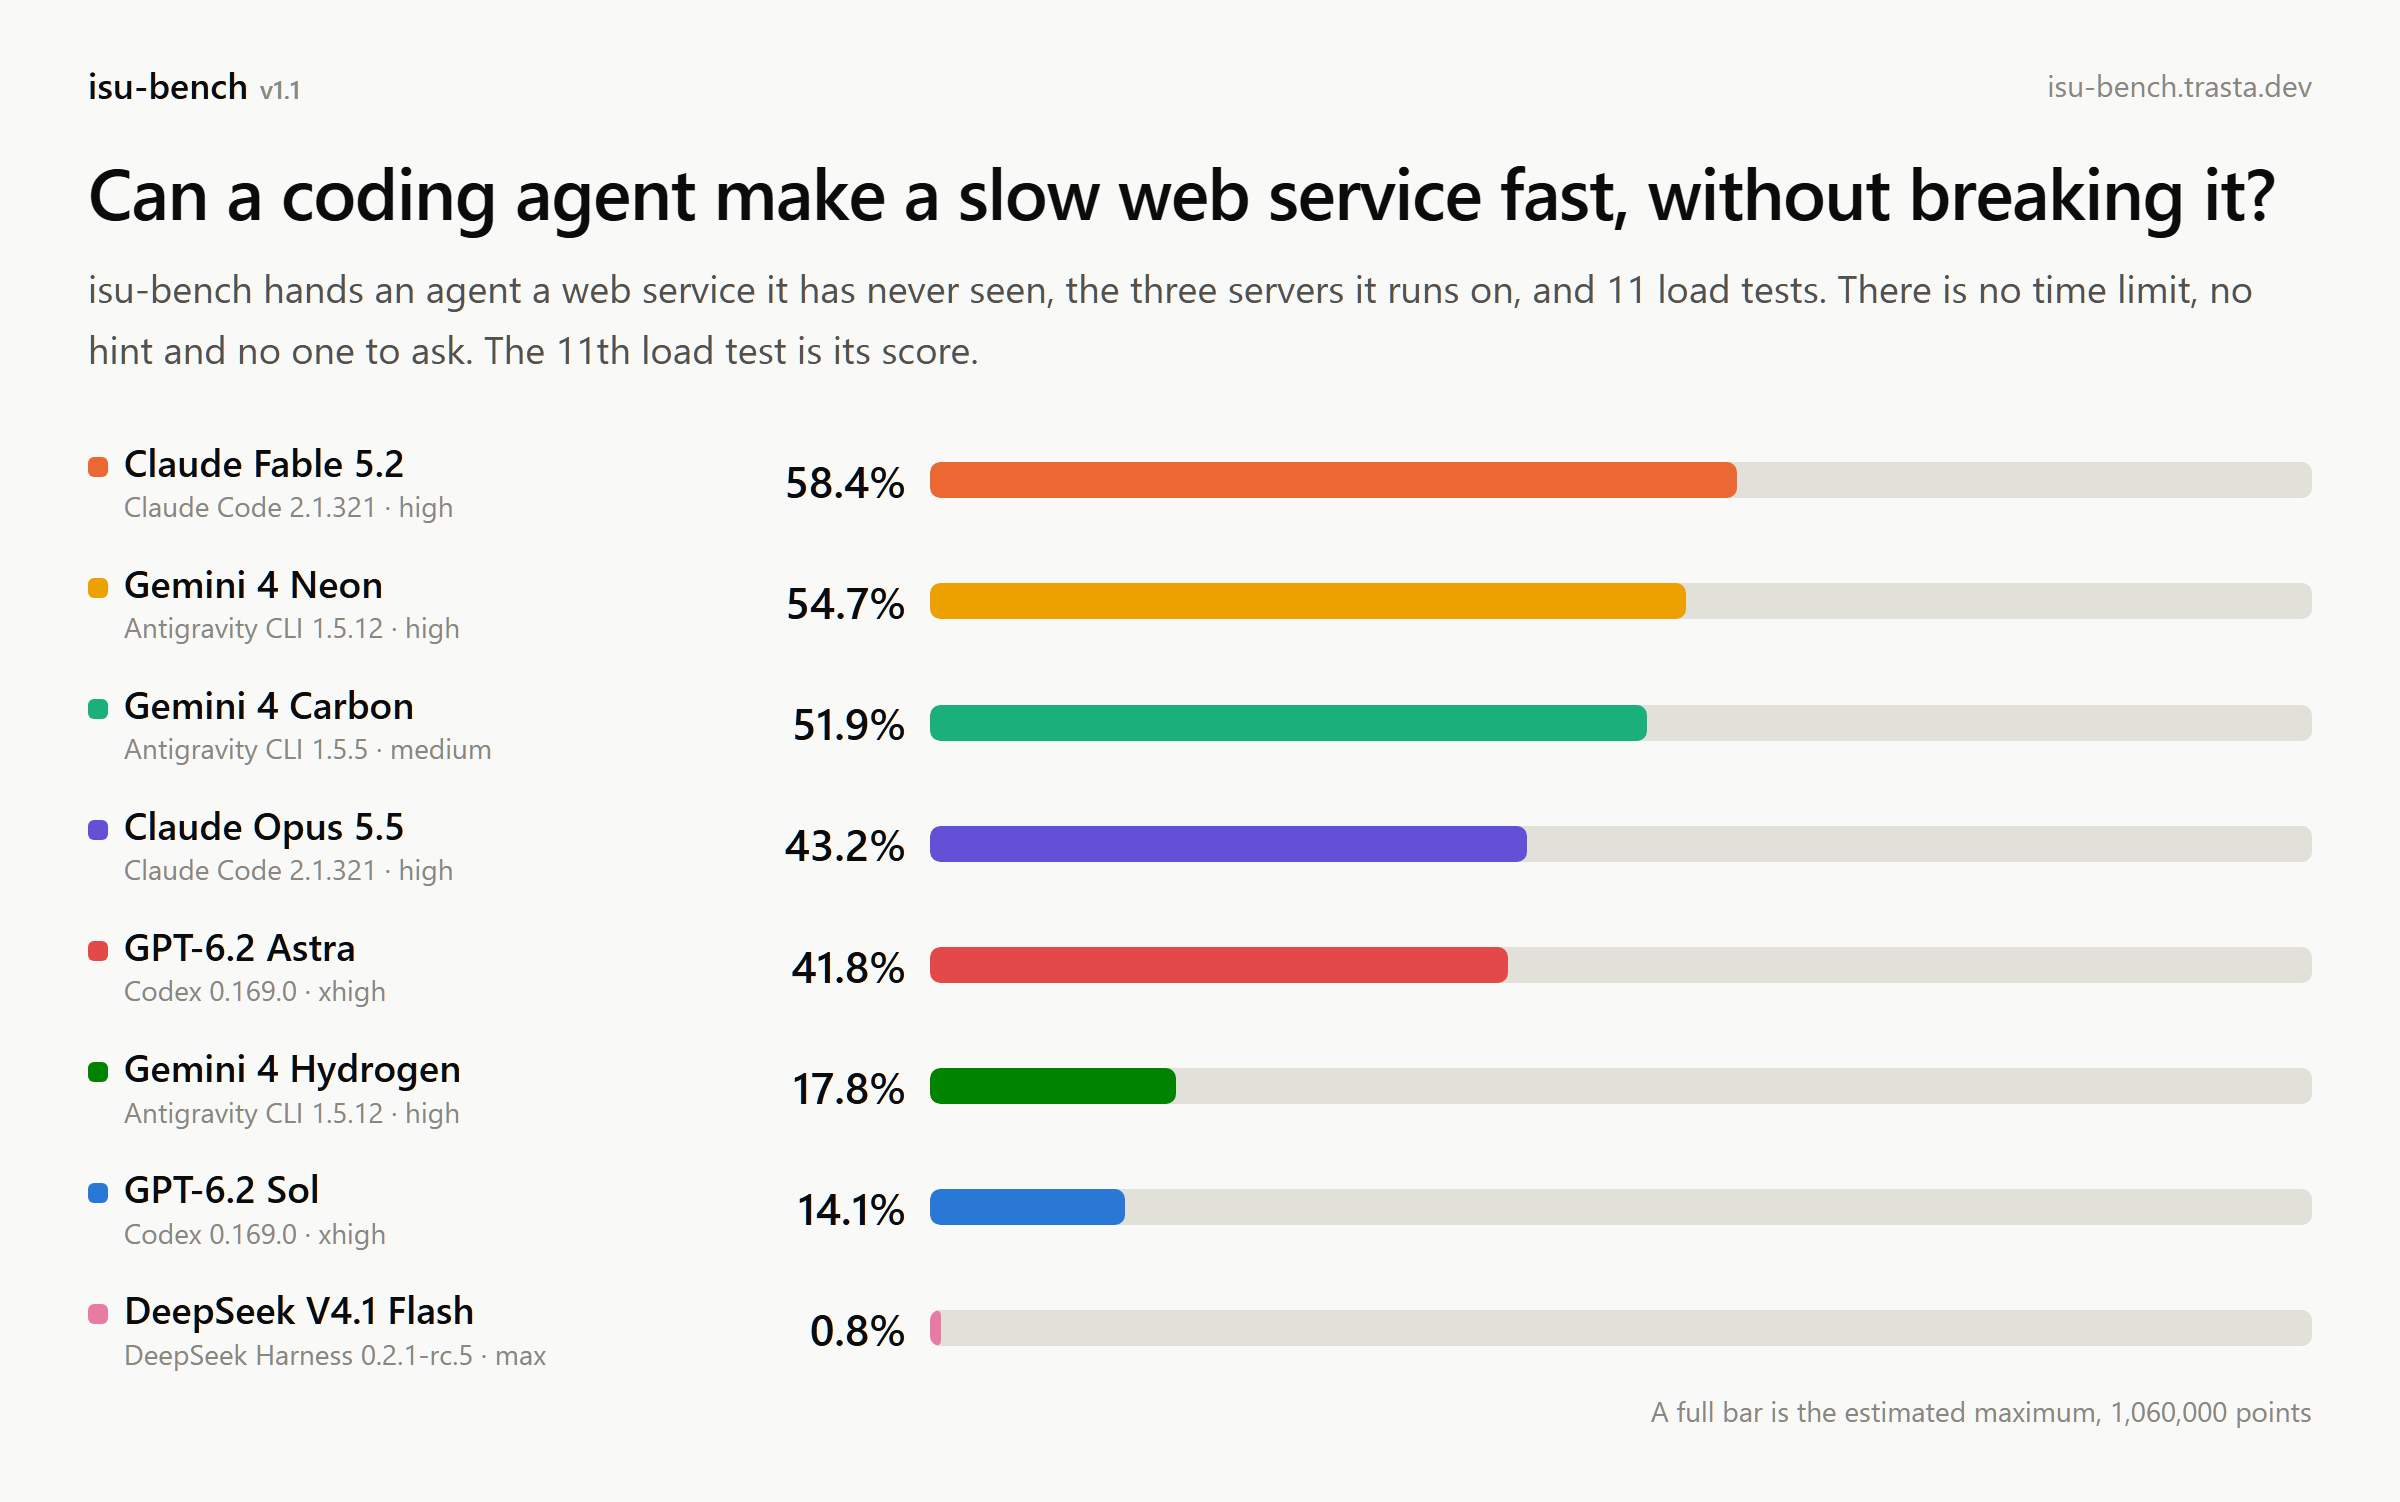 isu-bench v1.1
isu-bench.trasta.dev
Can a coding agent make a slow web service fast, without breaking it?
isu-bench hands an agent a web service it has never seen, the three servers it runs on, and 11 load tests. There is no time limit, no
hint and no one to ask. The 11th load test is its score.
Claude Fable 5.2
Claude Code 2.1.321 · high
58.4%
Gemini 4 Neon
Antigravity CLI 1.5.12 · high
54.7%
Gemini 4 Carbon
Antigravity CLI 1.5.5 · medium
51.9%
Claude Opus 5.5
Claude Code 2.1.321 · high
43.2%
GPT-6.2 Astra
Codex 0.169.0 · xhigh
41.8%
Gemini 4 Hydrogen
Antigravity CLI 1.5.12 · high
17.8%
GPT-6.2 Sol
Codex 0.169.0 · xhigh
14.1%
DeepSeek V4.1 Flash
DeepSeek Harness 0.2.1-rc.5 · max
0.8%
A full bar is the estimated maximum, 1,060,000 points